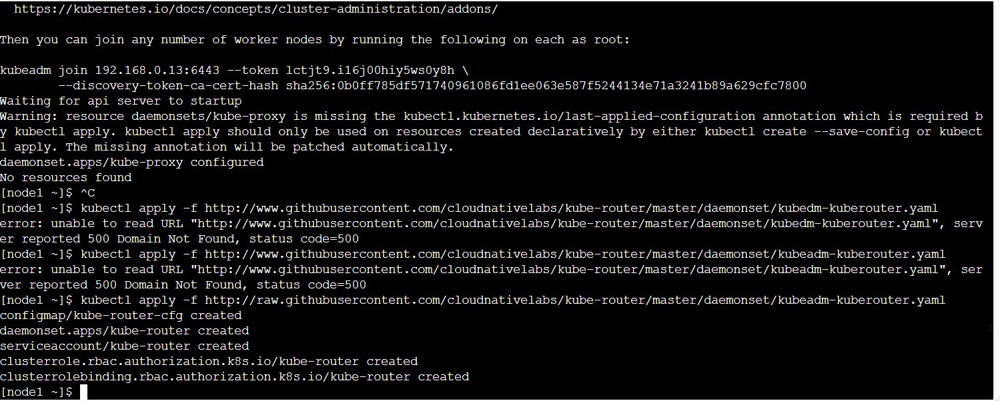 https://kubernetes.io/docs/concepts/cluster-administration/addons/
Then you can join any number of worker nodes by running the following on each as root:
kubeadm join 192.168.0.13:6443 --token lctjt9.i16j00hiy5ws0y8h \
--discovery-token-ca-cert-hash sha256:0b0ff785df571740961086fd1ee063e587f5244134e71a3241b89a629cfc7800
Waiting for api server to startup
Warning: resource daemonsets/kube-proxy is missing the kubectl.kubernetes.io/last-applied-configuration annotation which is required b
y kubectl apply. kubectl apply should only be used on resources created declaratively by either kubectl create --save-config or kubect
l apply. The missing annotation will be patched automatically.
daemonset.apps/kube-proxy configured
No resources found
[node1 ~]$ ^C
[node1 ~]$ kubectl apply -f http://www.githubusercontent.com/cloudnativelabs/kube-router/master/daemonset/kubedm-kuberouter.yaml
error: unable to read URL "http://www.githubusercontent.com/cloudnativelabs/kube-router/master/daemonset/kubedm-kuberouter.yaml", serv
er reported 500 Domain Not Found, status code=500
[node1 ~]$ kubectl apply -f http://www.githubusercontent.com/cloudnativelabs/kube-router/master/daemonset/kubeadm-kuberouter.yaml
error: unable to read URL "http://www.githubusercontent.com/cloudnativelabs/kube-router/master/daemonset/kubeadm-kuberouter.yaml", ser
ver reported 500 Domain Not Found, status code=500
[node1 ~]$ kubectl apply -f http://raw.githubusercontent.com/cloudnativelabs/kube-router/master/daemonset/kubeadm-kuberouter.yaml
configmap/kube-router-cfg created
daemonset.apps/kube-router created
serviceaccount/kube-router created
clusterrole.rbac.authorization.k8s.io/kube-router created
clusterrolebinding.rbac.authorization.k8s.io/kube-router created
[node1 ~]$